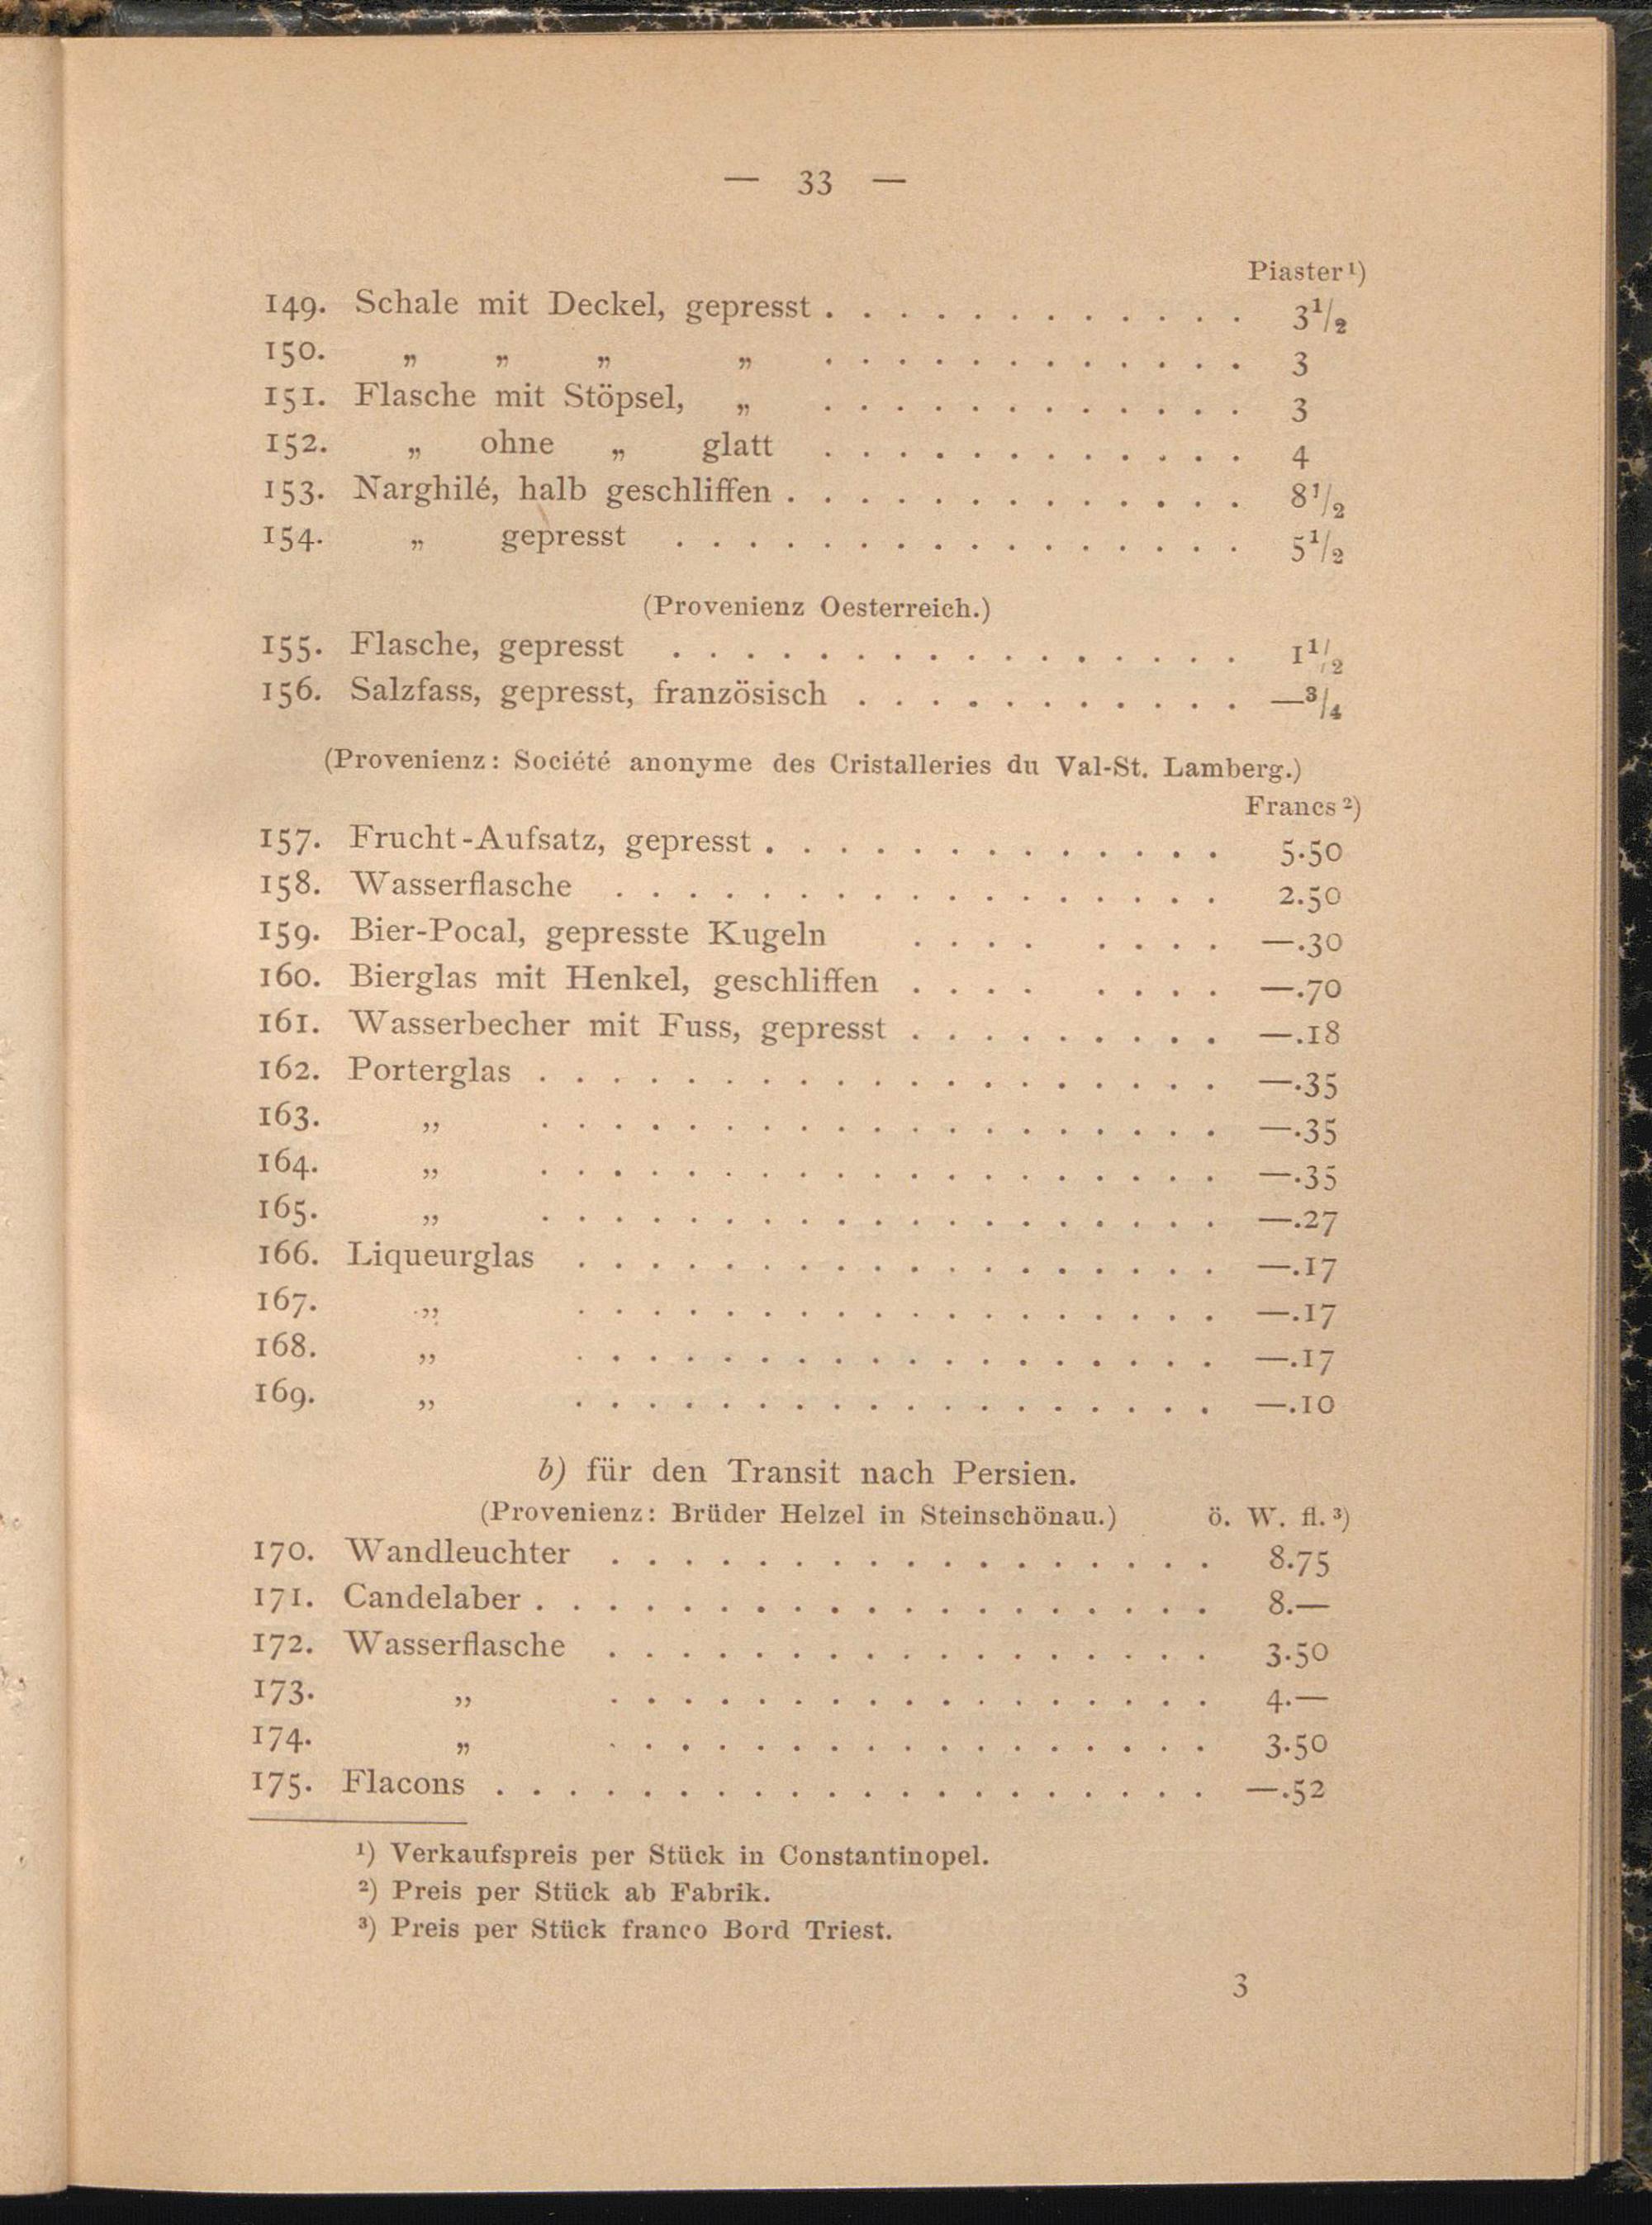 — 33 —
Piaster ¹)
149. Schale mit Deckel, gepresst . . . . . . . . . . . . 3¹/₂
150. „ „ „ „ . . . . . . . . . . . . 3
151. Flasche mit Stöpsel, „ . . . . . . . . . . . . 3
152. „ ohne „ glatt . . . . . . . . . . . . 4
153. Narghilé, halb geschliffen . . . . . . . . . . . . . 8¹/₂
154. „ gepresst . . . . . . . . . . . . . . . . 5¹/₂
(Provenienz Oesterreich.)
155. Flasche, gepresst . . . . . . . . . . . . . . . . 1¹/₂
156. Salzfass, gepresst, französisch . . . . . . . . . . . —³/₄
(Provenienz: Société anonyme des Cristalleries du Val-St. Lamberg.)
Francs ²)
157. Frucht-Aufsatz, gepresst . . . . . . . . . . . . . 5.50
158. Wasserflasche . . . . . . . . . . . . . . . . . 2.50
159. Bier-Pocal, gepresste Kugeln . . . . . . . . —.30
160. Bierglas mit Henkel, geschliffen . . . . . . . . —.70
161. Wasserbecher mit Fuss, gepresst . . . . . . . . . —.18
162. Porterglas . . . . . . . . . . . . . . . . . . . —.35
163. „ . . . . . . . . . . . . . . . . . . . —.35
164. „ . . . . . . . . . . . . . . . . . . . —.35
165. „ . . . . . . . . . . . . . . . . . . . —.27
166. Liqueurglas . . . . . . . . . . . . . . . . . . —.17
167. „ . . . . . . . . . . . . . . . . . . —.17
168. „ . . . . . . . . . . . . . . . . . . —.17
169. „ . . . . . . . . . . . . . . . . . . —.10
b) für den Transit nach Persien.
(Provenienz: Brüder Helzel in Steinschönau.) ö. W. fl. ³)
170. Wandleuchter . . . . . . . . . . . . . . . . . 8.75
171. Candelaber . . . . . . . . . . . . . . . . . . . 8.—
172. Wasserflasche . . . . . . . . . . . . . . . . . 3.50
173. „ . . . . . . . . . . . . . . . . . 4.—
174. „ . . . . . . . . . . . . . . . . . 3.50
175. Flacons . . . . . . . . . . . . . . . . . . . . —.52
¹) Verkaufspreis per Stück in Constantinopel.
²) Preis per Stück ab Fabrik.
³) Preis per Stück franco Bord Triest.
3